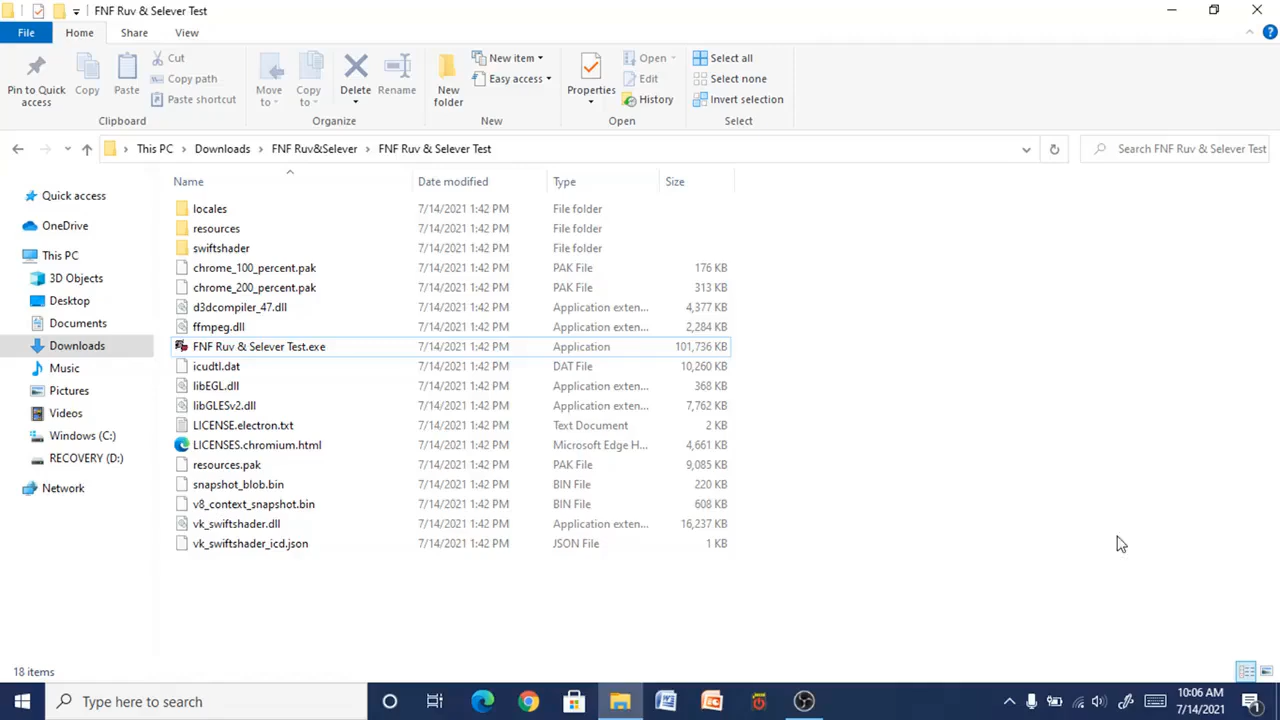 FNF Ruv & Selever Test
File Home Share View
Pin to Quick access
Copy
Paste
Cut
Copy path
Paste shortcut
Move to
Copy to
Delete
Rename
New folder
New item
Easy access
Properties
Open
Edit
History
Select all
Select none
Invert selection
Clipboard Organize New Open Select
This PC Downloads FNF Ruv&Selever FNF Ruv & Selever Test Search FNF Ruv & Selever Test
Name Date modified Type Size
Quick access
OneDrive
This PC
3D Objects
Desktop
Documents
Downloads
Music
Pictures
Videos
Windows (C:)
RECOVERY (D:)
Network
locales 7/14/2021 1:42 PM File folder
resources 7/14/2021 1:42 PM File folder
swiftshader 7/14/2021 1:42 PM File folder
chrome_100_percent.pak 7/14/2021 1:42 PM PAK File 176 KB
chrome_200_percent.pak 7/14/2021 1:42 PM PAK File 313 KB
d3dcompiler_47.dll 7/14/2021 1:42 PM Application exten... 4,377 KB
ffmpeg.dll 7/14/2021 1:42 PM Application exten... 2,284 KB
FNF Ruv & Selever Test.exe 7/14/2021 1:42 PM Application 101,736 KB
icudtl.dat 7/14/2021 1:42 PM DAT File 10,260 KB
libEGL.dll 7/14/2021 1:42 PM Application exten... 368 KB
libGLESv2.dll 7/14/2021 1:42 PM Application exten... 7,762 KB
LICENSE.electron.txt 7/14/2021 1:42 PM Text Document 2 KB
LICENSES.chromium.html 7/14/2021 1:42 PM Microsoft Edge H... 4,661 KB
resources.pak 7/14/2021 1:42 PM PAK File 9,085 KB
snapshot_blob.bin 7/14/2021 1:42 PM BIN File 220 KB
v8_context_snapshot.bin 7/14/2021 1:42 PM BIN File 608 KB
vk_swiftshader.dll 7/14/2021 1:42 PM Application exten... 16,237 KB
vk_swiftshader_icd.json 7/14/2021 1:42 PM JSON File 1 KB
18 items
Type here to search
10:06 AM
7/14/2021
1